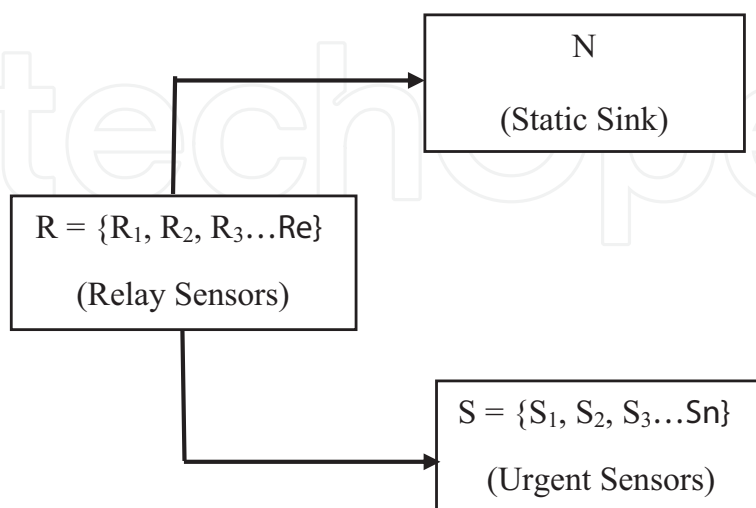 N
(Static Sink)
R = {R₁, R₂, R₃…Re}
(Relay Sensors)
S = {S₁, S₂, S₃…Sn}
(Urgent Sensors)